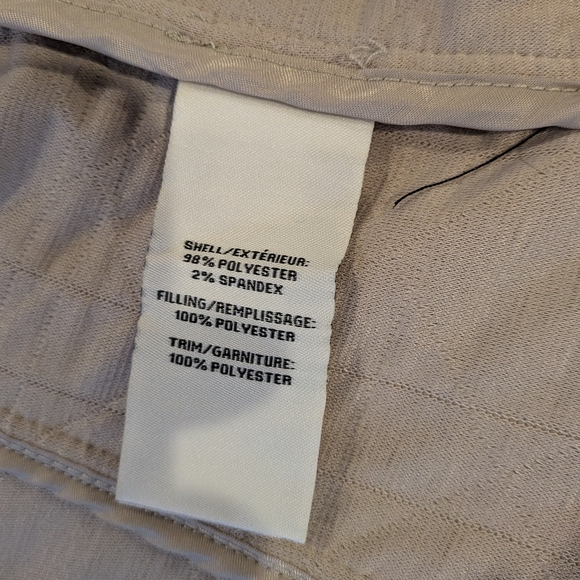 SHELL/EXTÉRIEUR:
98% POLYESTER
2% SPANDEX
FILLING/REMPLISSAGE:
100% POLYESTER
TRIM/GARNITURE:
100% POLYESTER